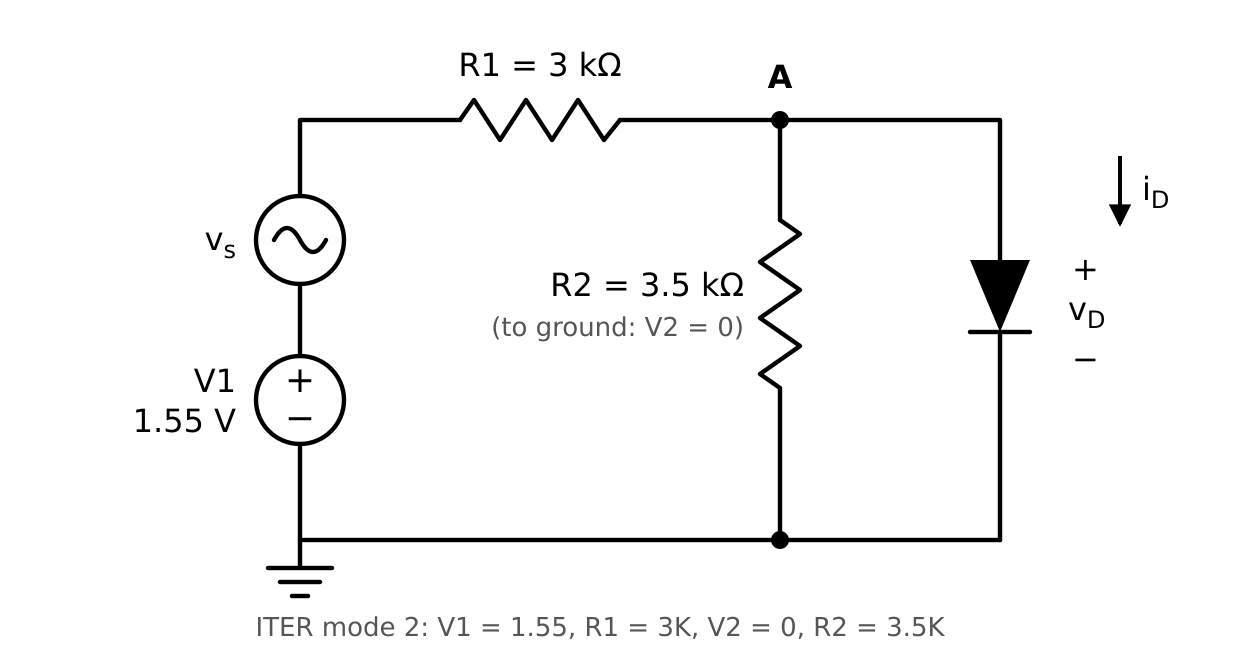 R1 = 3 kΩ
A
iD
vs
R2 = 3.5 kΩ
(to ground: V2 = 0)
+
vD
−
V1
1.55 V
+
−
ITER mode 2: V1 = 1.55, R1 = 3K, V2 = 0, R2 = 3.5K